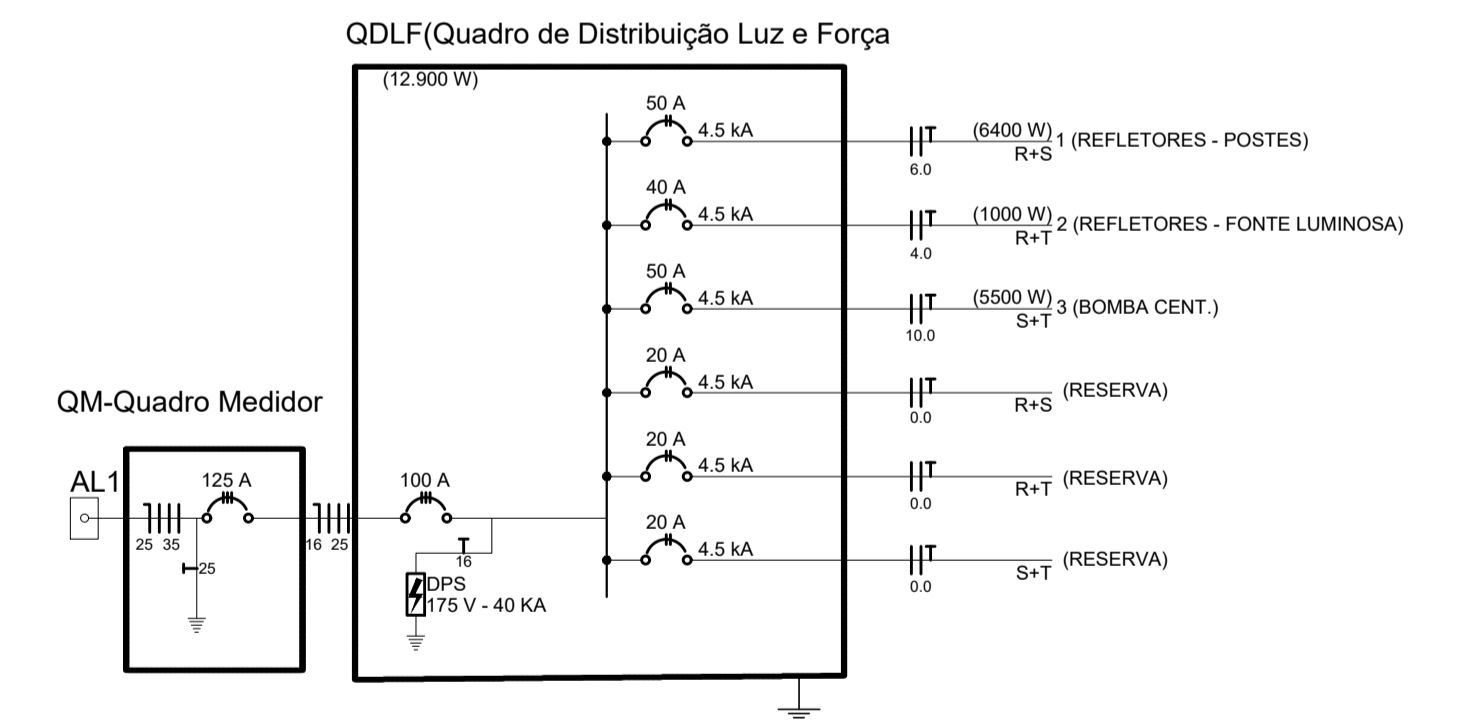 QDLF(Quadro de Distribuição Luz e Força
(12.900 W)
50 A
4.5 kA
6.0
(6400 W)
R+S
1 (REFLETORES - POSTES)
40 A
4.5 kA
4.0
(1000 W)
R+T
2 (REFLETORES - FONTE LUMINOSA)
50 A
4.5 kA
10.0
(5500 W)
S+T
3 (BOMBA CENT.)
20 A
4.5 kA
0.0
R+S
(RESERVA)
20 A
4.5 kA
0.0
R+T
(RESERVA)
20 A
4.5 kA
0.0
S+T
(RESERVA)
QM-Quadro Medidor
AL1
125 A
25 35
25
16 25
100 A
16
DPS
175 V - 40 KA